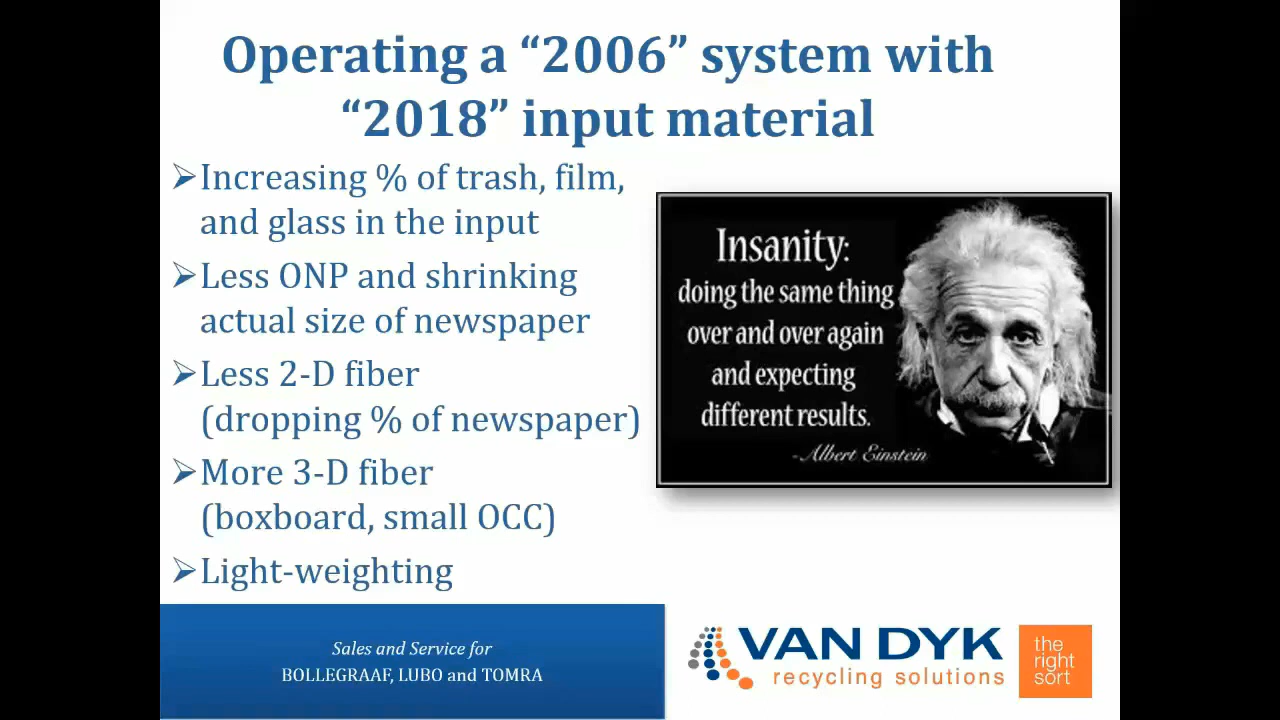 Operating a “2006” system with
“2018” input material
➢Increasing % of trash, film,
and glass in the input
➢Less ONP and shrinking
actual size of newspaper
➢Less 2-D fiber
(dropping % of newspaper)
➢More 3-D fiber
(boxboard, small OCC)
➢Light-weighting
Insanity:
doing the same thing
over and over again
and expecting
different results.
-Albert Einstein
Sales and Service for
BOLLEGRAAF, LUBO and TOMRA
VAN DYK
recycling solutions
the
right
sort